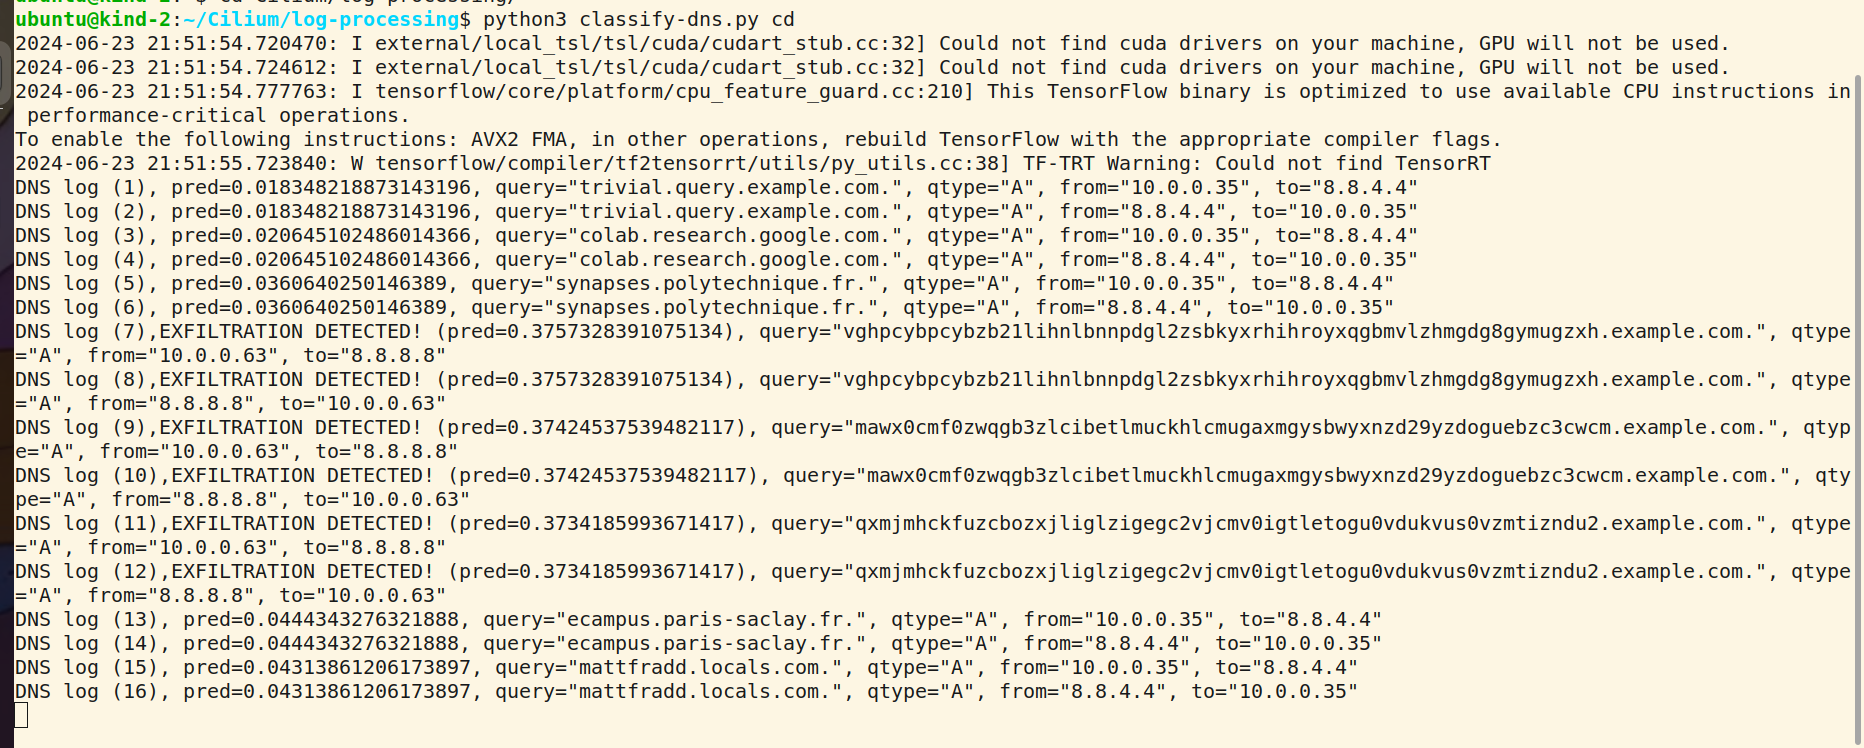 ubuntu@kind-2:~/Cilium/log-processing$ python3 classify-dns.py cd
2024-06-23 21:51:54.720470: I external/local_tsl/tsl/cuda/cudart_stub.cc:32] Could not find cuda drivers on your machine, GPU will not be used.
2024-06-23 21:51:54.724612: I external/local_tsl/tsl/cuda/cudart_stub.cc:32] Could not find cuda drivers on your machine, GPU will not be used.
2024-06-23 21:51:54.777763: I tensorflow/core/platform/cpu_feature_guard.cc:210] This TensorFlow binary is optimized to use available CPU instructions in
performance-critical operations.
To enable the following instructions: AVX2 FMA, in other operations, rebuild TensorFlow with the appropriate compiler flags.
2024-06-23 21:51:55.723840: W tensorflow/compiler/tf2tensorrt/utils/py_utils.cc:38] TF-TRT Warning: Could not find TensorRT
DNS log (1), pred=0.018348218873143196, query="trivial.query.example.com.", qtype="A", from="10.0.0.35", to="8.8.4.4"
DNS log (2), pred=0.018348218873143196, query="trivial.query.example.com.", qtype="A", from="8.8.4.4", to="10.0.0.35"
DNS log (3), pred=0.020645102486014366, query="colab.research.google.com.", qtype="A", from="10.0.0.35", to="8.8.4.4"
DNS log (4), pred=0.020645102486014366, query="colab.research.google.com.", qtype="A", from="8.8.4.4", to="10.0.0.35"
DNS log (5), pred=0.0360640250146389, query="synapses.polytechnique.fr.", qtype="A", from="10.0.0.35", to="8.8.4.4"
DNS log (6), pred=0.0360640250146389, query="synapses.polytechnique.fr.", qtype="A", from="8.8.4.4", to="10.0.0.35"
DNS log (7),EXFILTRATION DETECTED! (pred=0.3757328391075134), query="vghpcybpcybzb21lihnlbnnpdgl2zsbkyxrhihroyxqgbmvlzhmgdg8gymugzxh.example.com.", qtype
="A", from="10.0.0.63", to="8.8.8.8"
DNS log (8),EXFILTRATION DETECTED! (pred=0.3757328391075134), query="vghpcybpcybzb21lihnlbnnpdgl2zsbkyxrhihroyxqgbmvlzhmgdg8gymugzxh.example.com.", qtype
="A", from="8.8.8.8", to="10.0.0.63"
DNS log (9),EXFILTRATION DETECTED! (pred=0.37424537539482117), query="mawx0cmf0zwqgb3zlcibetlmuckhlcmugaxmgysbwyxnzd29yzdoguebzc3cwcm.example.com.", qtyp
e="A", from="10.0.0.63", to="8.8.8.8"
DNS log (10),EXFILTRATION DETECTED! (pred=0.37424537539482117), query="mawx0cmf0zwqgb3zlcibetlmuckhlcmugaxmgysbwyxnzd29yzdoguebzc3cwcm.example.com.", qty
pe="A", from="8.8.8.8", to="10.0.0.63"
DNS log (11),EXFILTRATION DETECTED! (pred=0.3734185993671417), query="qxmjmhckfuzcbozxjliglzigegc2vjcmv0igtletogu0vdukvus0vzmtizndu2.example.com.", qtype
="A", from="10.0.0.63", to="8.8.8.8"
DNS log (12),EXFILTRATION DETECTED! (pred=0.3734185993671417), query="qxmjmhckfuzcbozxjliglzigegc2vjcmv0igtletogu0vdukvus0vzmtizndu2.example.com.", qtype
="A", from="8.8.8.8", to="10.0.0.63"
DNS log (13), pred=0.0444343276321888, query="ecampus.paris-saclay.fr.", qtype="A", from="10.0.0.35", to="8.8.4.4"
DNS log (14), pred=0.0444343276321888, query="ecampus.paris-saclay.fr.", qtype="A", from="8.8.4.4", to="10.0.0.35"
DNS log (15), pred=0.04313861206173897, query="mattfradd.locals.com.", qtype="A", from="10.0.0.35", to="8.8.4.4"
DNS log (16), pred=0.04313861206173897, query="mattfradd.locals.com.", qtype="A", from="8.8.4.4", to="10.0.0.35"